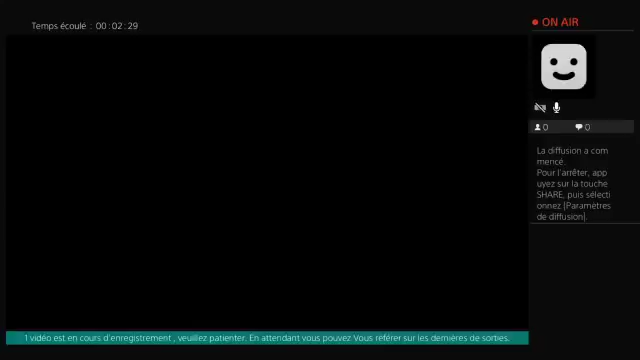 Temps écoulé : 00:02:29
ON AIR
0 0
La diffusion a com
mencé.
Pour l'arrêter, app
uyez sur la touche
SHARE, puis sélecti
onnez [Paramètres
de diffusion].
1 vidéo est en cours d'enregistrement , veuillez patienter. En attendant vous pouvez Vous référer sur les dernières de sorties.